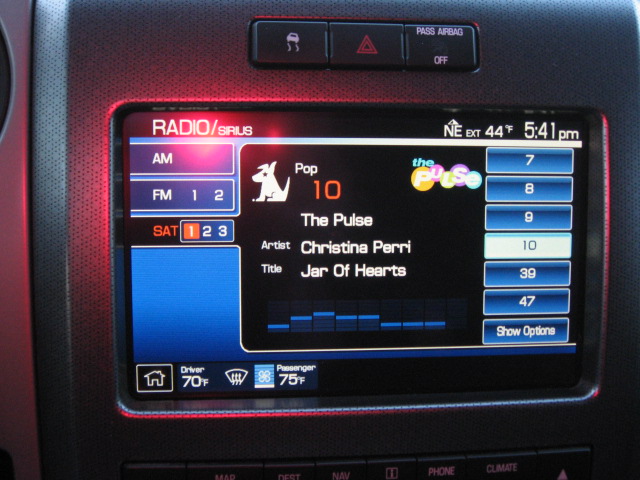 PASS AIRBAG
OFF
RADIO/SIRIUS
NE EXT 44°F 5:41pm
AM
FM 1 2
SAT 1 2 3
Pop
10
the Pulse
The Pulse
Artist Christina Perri
Title Jar Of Hearts
7
8
9
10
39
47
Show Options
Driver
70°F
Passenger
75°F
MAP
DEST
NAV
PHONE
CLIMATE